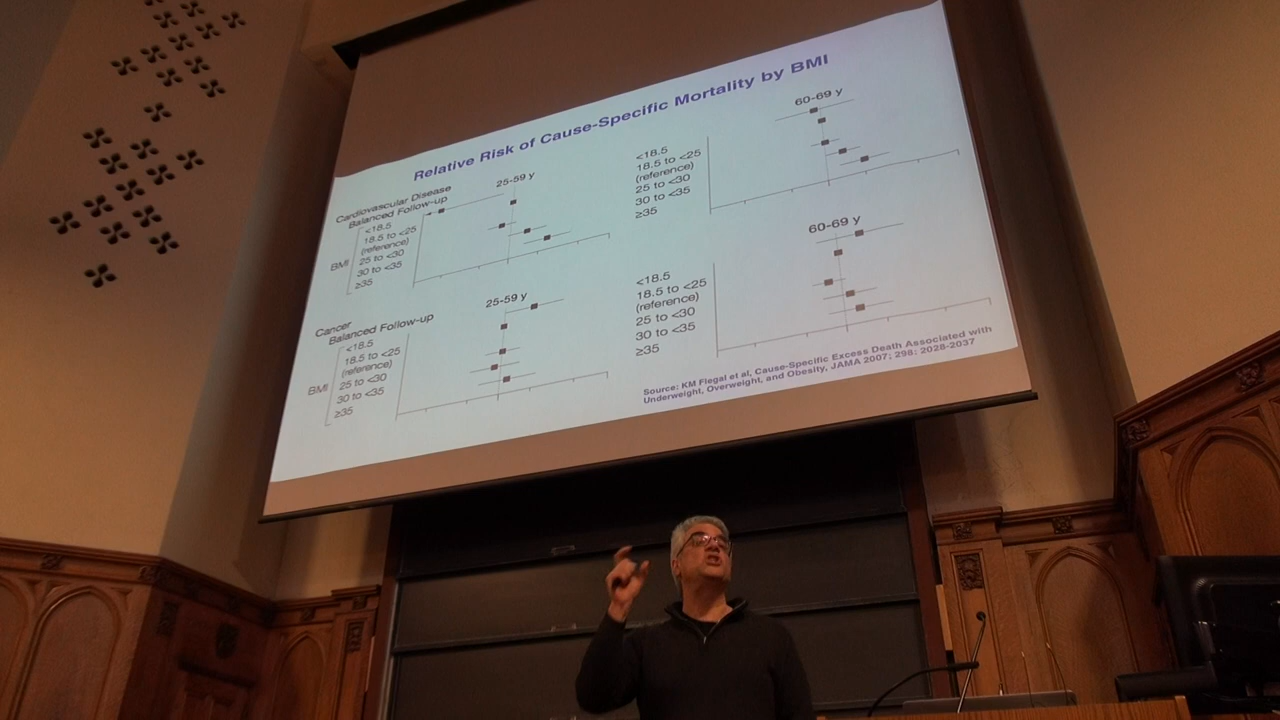 Relative Risk of Cause-Specific Mortality by BMI
Cardiovascular Disease
Balanced Follow-up
25-59 y
BMI
<18.5
18.5 to <25
(reference)
25 to <30
30 to <35
≥35
60-69 y
<18.5
18.5 to <25
(reference)
25 to <30
30 to <35
≥35
Cancer
Balanced Follow-up
25-59 y
BMI
<18.5
18.5 to <25
(reference)
25 to <30
30 to <35
≥35
60-69 y
<18.5
18.5 to <25
(reference)
25 to <30
30 to <35
≥35
Source: KM Flegal et al, Cause-Specific Excess Death Associated with
Underweight, Overweight, and Obesity, JAMA 2007; 298: 2028-2037